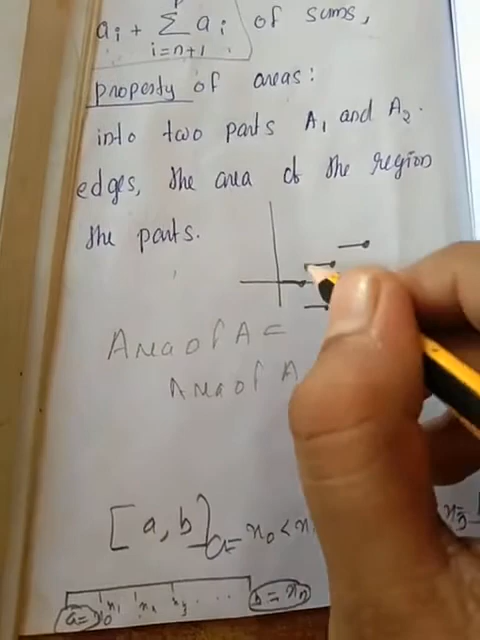 p
aᵢ + Σ aᵢ of sums,
i=n+1
property of areas:
into two parts A₁ and A₂.
edges, the area of the region
the parts.
Area of A =
Area of A
[a, b] a = x₀ < x₁
a = x₀ x₁ x₂ x₃ ... b = xₙ